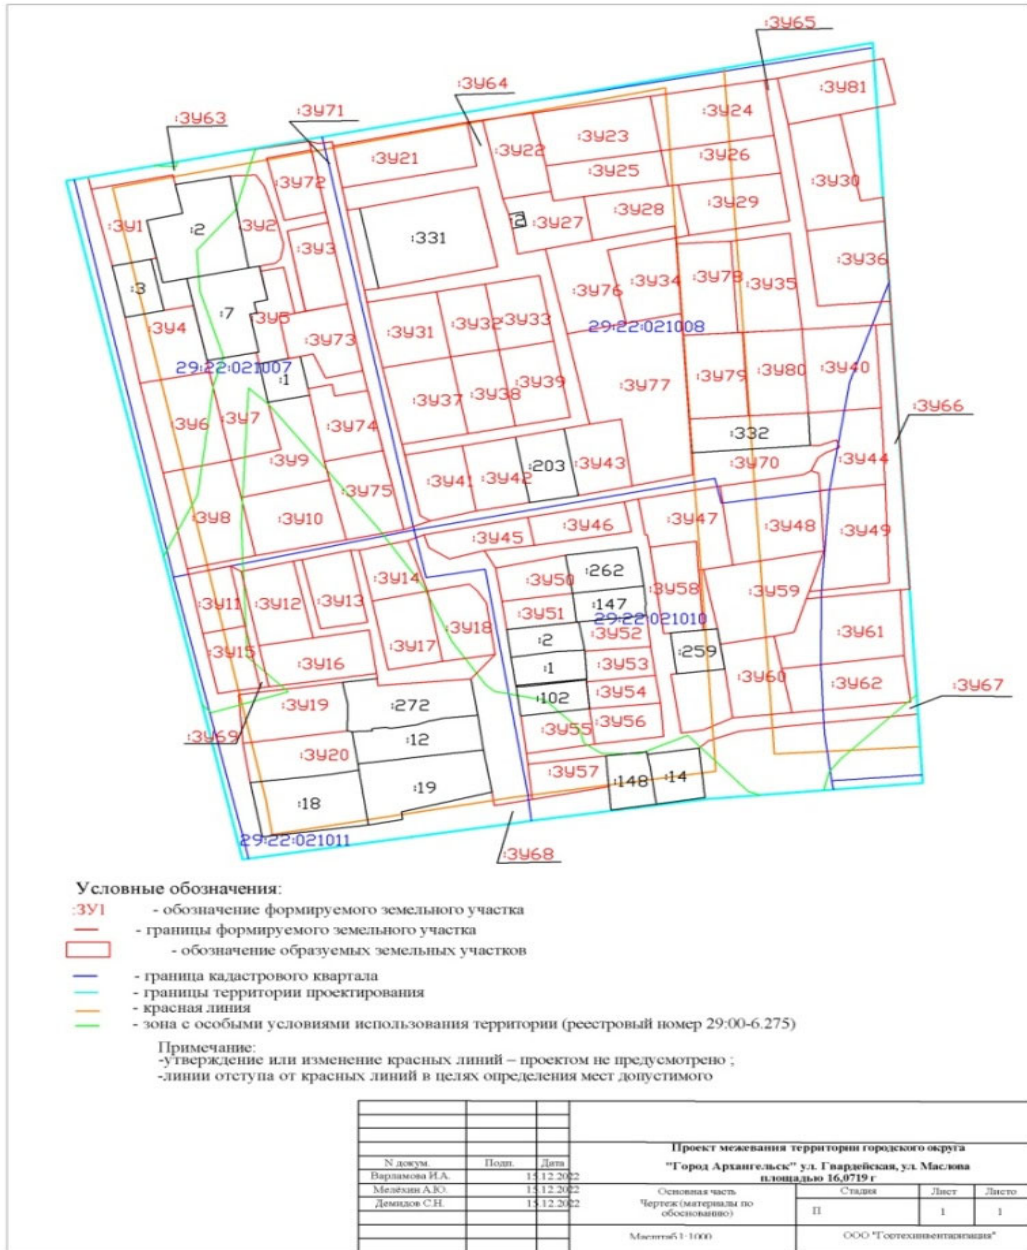 :ЗУ65
:ЗУ64
:ЗУ81
:ЗУ63
:ЗУ71
:ЗУ24
:ЗУ23
:ЗУ22
:ЗУ21
:ЗУ26
:ЗУ25
:ЗУ72
:ЗУ30
:ЗУ29
:ЗУ28
:ЗУ27
:2
:ЗУ1
:2
:ЗУ2
:331
:ЗУ3
:ЗУ36
:ЗУ78
:ЗУ35
:ЗУ34
:ЗУ76
:3
:ЗУ4
:7
:ЗУ5
:ЗУ73
:ЗУ31
:ЗУ32
:ЗУ33
29:22:021008
29:22:021007
:1
:ЗУ37
:ЗУ38
:ЗУ39
:ЗУ77
:ЗУ79
:ЗУ80
:ЗУ40
:ЗУ66
:ЗУ6
:ЗУ7
:ЗУ74
:332
:ЗУ9
:ЗУ75
:ЗУ41
:ЗУ42
:203
:ЗУ43
:ЗУ70
:ЗУ44
:ЗУ8
:ЗУ10
:ЗУ45
:ЗУ46
:ЗУ47
:ЗУ48
:ЗУ49
:ЗУ11
:ЗУ12
:ЗУ13
:ЗУ14
:ЗУ50
:262
:ЗУ58
:ЗУ59
:147
:ЗУ51
29:22:021010
:ЗУ15
:ЗУ16
:ЗУ17
:ЗУ18
:2
:ЗУ52
:259
:ЗУ61
:1
:ЗУ53
:ЗУ60
:ЗУ62
:ЗУ67
:ЗУ19
:272
:102
:ЗУ54
:ЗУ69
:12
:ЗУ55
:ЗУ56
:ЗУ20
:19
:ЗУ57
:148
:14
:18
29:22:021011
:ЗУ68
Условные обозначения:
:ЗУ1 - обозначение формируемого земельного участка
- границы формируемого земельного участка
- обозначение образуемых земельных участков
- граница кадастрового квартала
- границы территории проектирования
- красная линия
- зона с особыми условиями использования территории (реестровый номер 29:00-6.275)
Примечание:
-утверждение или изменение красных линий – проектом не предусмотрено ;
-линии отступа от красных линий в целях определения мест допустимого
Проект межевания территории городского округа
"Город Архангельск" ул. Гвардейская, ул. Маслова
площадью 16,0719 г
N докум. Подп. Дата
Варламова И.А. 15.12.2022
Мелёхин А.Ю. 15.12.2022
Демидов С.Н. 15.12.2022
Основная часть
Чертеж (материалы по
обоснованию)
Стадия Лист Листо
П 1 1
Масштаб 1:1000
ООО "Гортехинвентаризация"